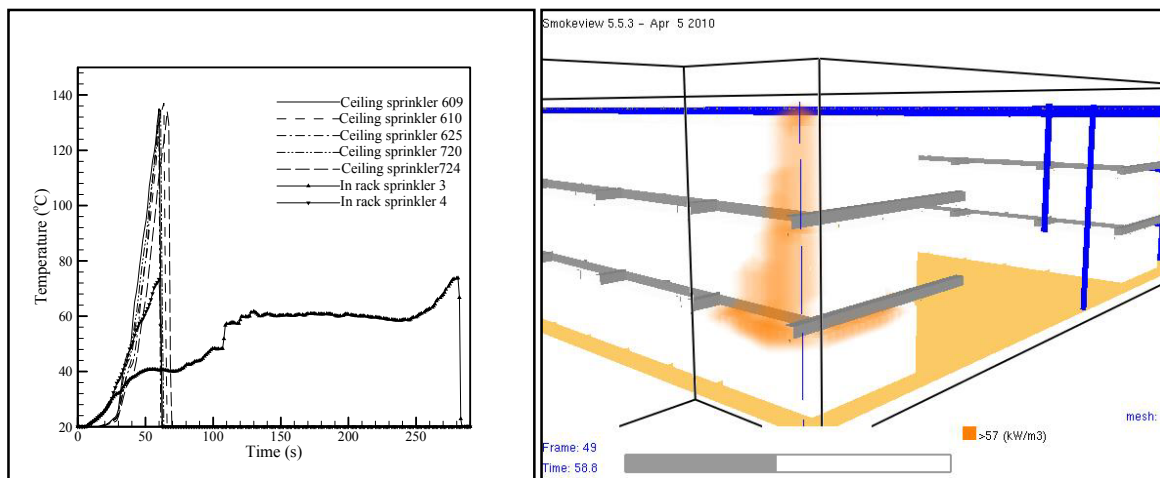 140
120
100
80
60
40
20
Temperature (°C)
Ceiling sprinkler 609
Ceiling sprinkler 610
Ceiling sprinkler 625
Ceiling sprinkler 720
Ceiling sprinkler724
In rack sprinkler 3
In rack sprinkler 4
0 50 100 150 200 250
Time (s)
Smokeview 5.5.3 - Apr 5 2010
mesh:
>57 (kW/m3)
Frame: 49
Time: 58.8